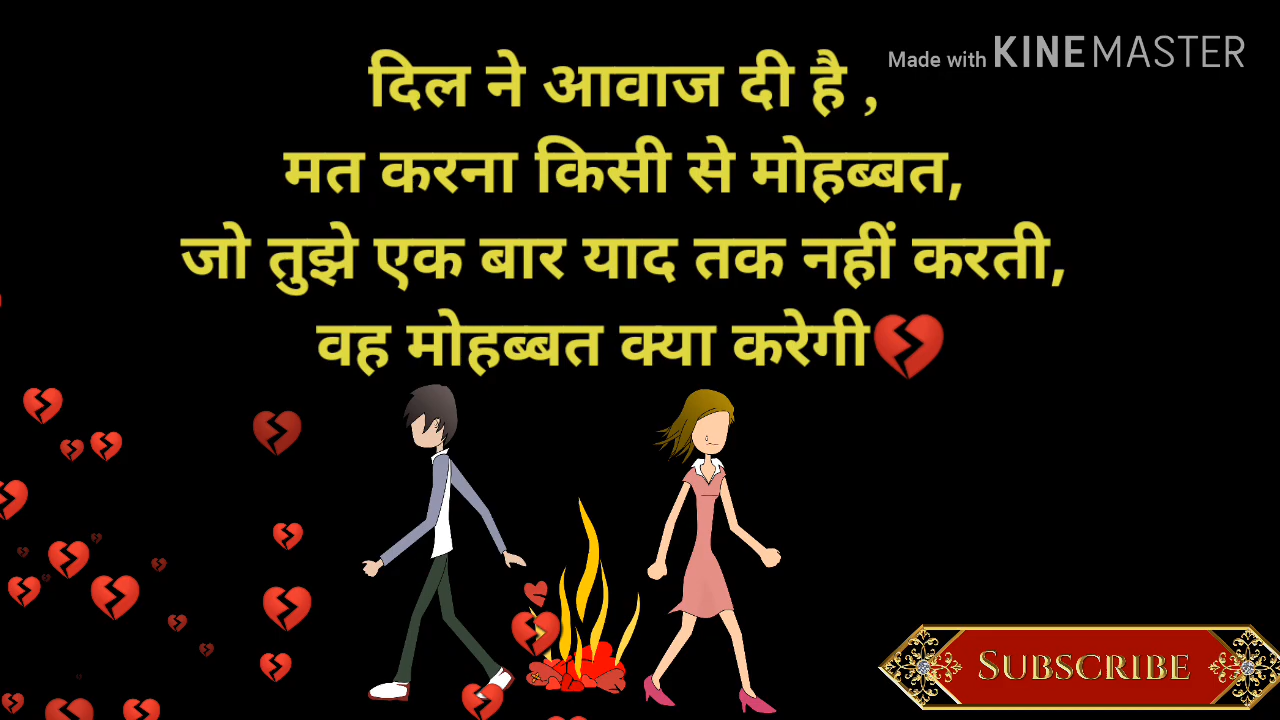 Made with KINEMASTER
दिल ने आवाज दी है ,
मत करना किसी से मोहब्बत,
जो तुझे एक बार याद तक नहीं करती,
वह मोहब्बत क्या करेगी💔
SUBSCRIBE